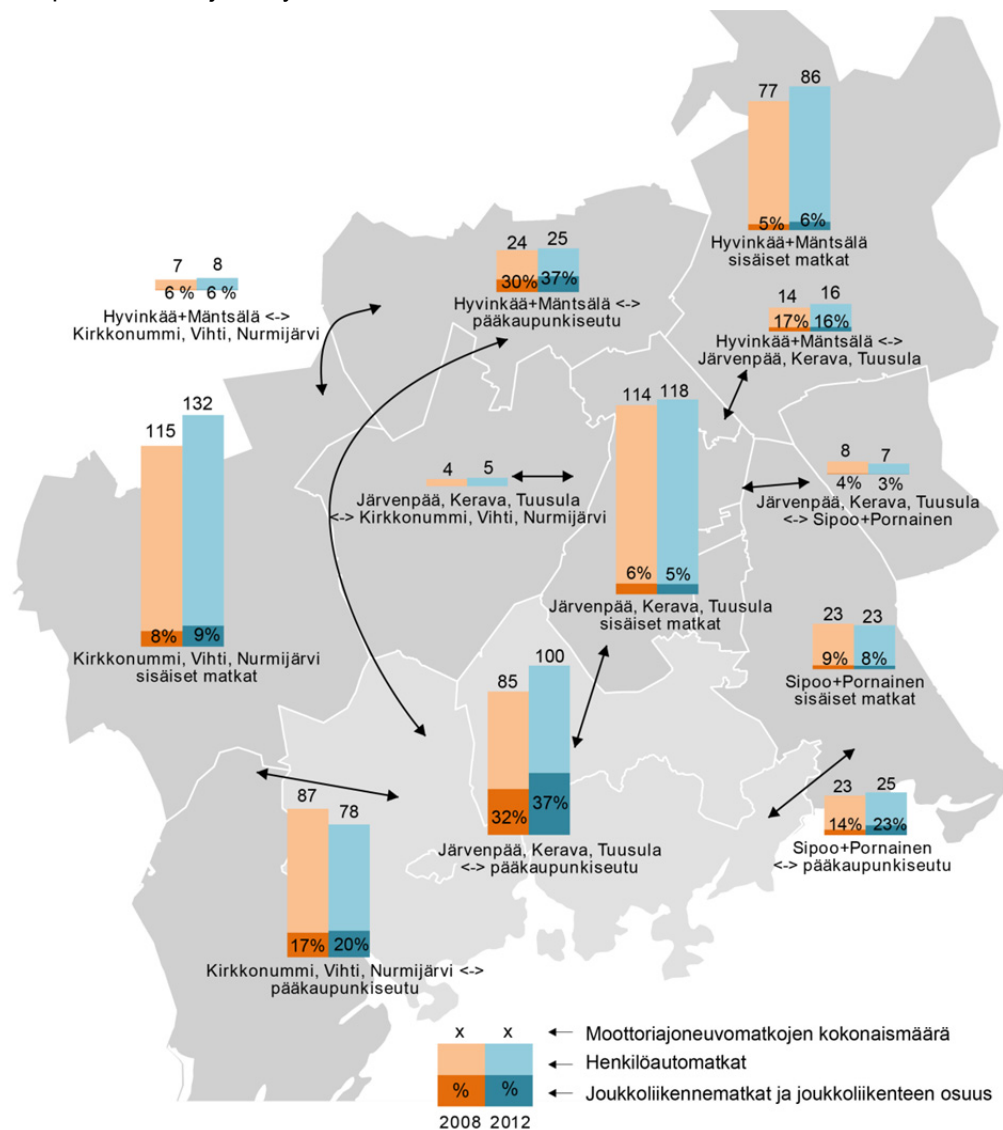 77 86
5% 6%
Hyvinkää+Mäntsälä
sisäiset matkat
24 25
30% 37%
Hyvinkää+Mäntsälä <->
pääkaupunkiseutu
7 8
6 % 6 %
Hyvinkää+Mäntsälä <->
Kirkkonummi, Vihti, Nurmijärvi
14 16
17% 16%
Hyvinkää+Mäntsälä <->
Järvenpää, Kerava, Tuusula
115 132
8% 9%
Kirkkonummi, Vihti, Nurmijärvi
sisäiset matkat
114 118
6% 5%
Järvenpää, Kerava, Tuusula
sisäiset matkat
4 5
Järvenpää, Kerava, Tuusula
<-> Kirkkonummi, Vihti, Nurmijärvi
8 7
4% 3%
Järvenpää, Kerava, Tuusula
<-> Sipoo+Pornainen
23 23
9% 8%
Sipoo+Pornainen
sisäiset matkat
85 100
32% 37%
Järvenpää, Kerava, Tuusula
<-> pääkaupunkiseutu
23 25
14% 23%
Sipoo+Pornainen
<-> pääkaupunkiseutu
87 78
17% 20%
Kirkkonummi, Vihti, Nurmijärvi <->
pääkaupunkiseutu
x x
Moottoriajoneuvomatkojen kokonaismäärä
Henkilöautomatkat
% %
Joukkoliikennematkat ja joukkoliikenteen osuus
2008 2012